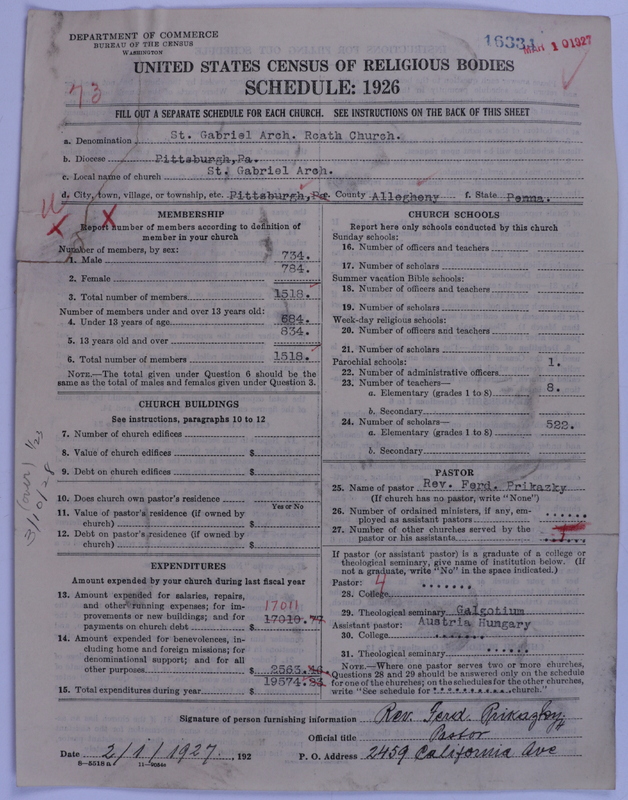 DEPARTMENT OF COMMERCE
BUREAU OF THE CENSUS
WASHINGTON
16331
MAR 10 1927
UNITED STATES CENSUS OF RELIGIOUS BODIES
SCHEDULE: 1926
73
FILL OUT A SEPARATE SCHEDULE FOR EACH CHURCH. SEE INSTRUCTIONS ON THE BACK OF THIS SHEET
a. Denomination St. Gabriel Arch. Rcath Church.
b. Diocese Pittsburgh,Pa.
c. Local name of church St. Gabriel Arch.
d. City, town, village, or township, etc. Pittsburgh,Pa. e. County Allegheny f. State Penna.
MEMBERSHIP
Report number of members according to definition of
member in your church
Number of members, by sex:
1. Male 734.
2. Female 784.
3. Total number of members 1518.
Number of members under and over 13 years old:
4. Under 13 years of age 684.
5. 13 years old and over 834.
6. Total number of members 1518.
NOTE.—The total given under Question 6 should be the
same as the total of males and females given under Question 3.
CHURCH BUILDINGS
See instructions, paragraphs 10 to 12
7. Number of church edifices
8. Value of church edifices $
9. Debt on church edifices $
(over) 1/23
3/10/28
10. Does church own pastor's residence
Yes or No
11. Value of pastor's residence (if owned by
church) $
12. Debt on pastor's residence (if owned by
church) $
EXPENDITURES
Amount expended by your church during last fiscal year
13. Amount expended for salaries, repairs,
and other running expenses; for im-
provements or new buildings; and for
payments on church debt $ 17010.77
17011
14. Amount expended for benevolences, in-
cluding home and foreign missions; for
denominational support; and for all
other purposes $ 2563.
15. Total expenditures during year $ 19574.
CHURCH SCHOOLS
Report here only schools conducted by this church
Sunday schools:
16. Number of officers and teachers
17. Number of scholars
Summer vacation Bible schools:
18. Number of officers and teachers
19. Number of scholars
Week-day religious schools:
20. Number of officers and teachers
21. Number of scholars
Parochial schools:
22. Number of administrative officers 1.
23. Number of teachers—
a. Elementary (grades 1 to 8) 8.
b. Secondary
24. Number of scholars—
a. Elementary (grades 1 to 8) 522.
b. Secondary
PASTOR
25. Name of pastor Rev. Ferd. Prikazky
(If church has no pastor, write "None")
26. Number of ordained ministers, if any, em-
ployed as assistant pastors
27. Number of other churches served by the
pastor or his assistants
If pastor (or assistant pastor) is a graduate of a college or
theological seminary, give name of institution below. (If
not a graduate, write "No" in the space indicated.)
Pastor: 4
28. College
29. Theological seminary Galgotium
Assistant pastor: Austria Hungary
30. College
31. Theological seminary
NOTE.—Where one pastor serves two or more churches,
Questions 28 and 29 should be answered only on the schedule
for one of the churches; on the schedules for the other churches,
write "See schedule for church."
Signature of person furnishing information Rev. Ferd. Prikazky
Official title Pastor
Date 2/1/1927 , 192
P. O. Address 2459 California Ave
8—5518 a
11—9054a